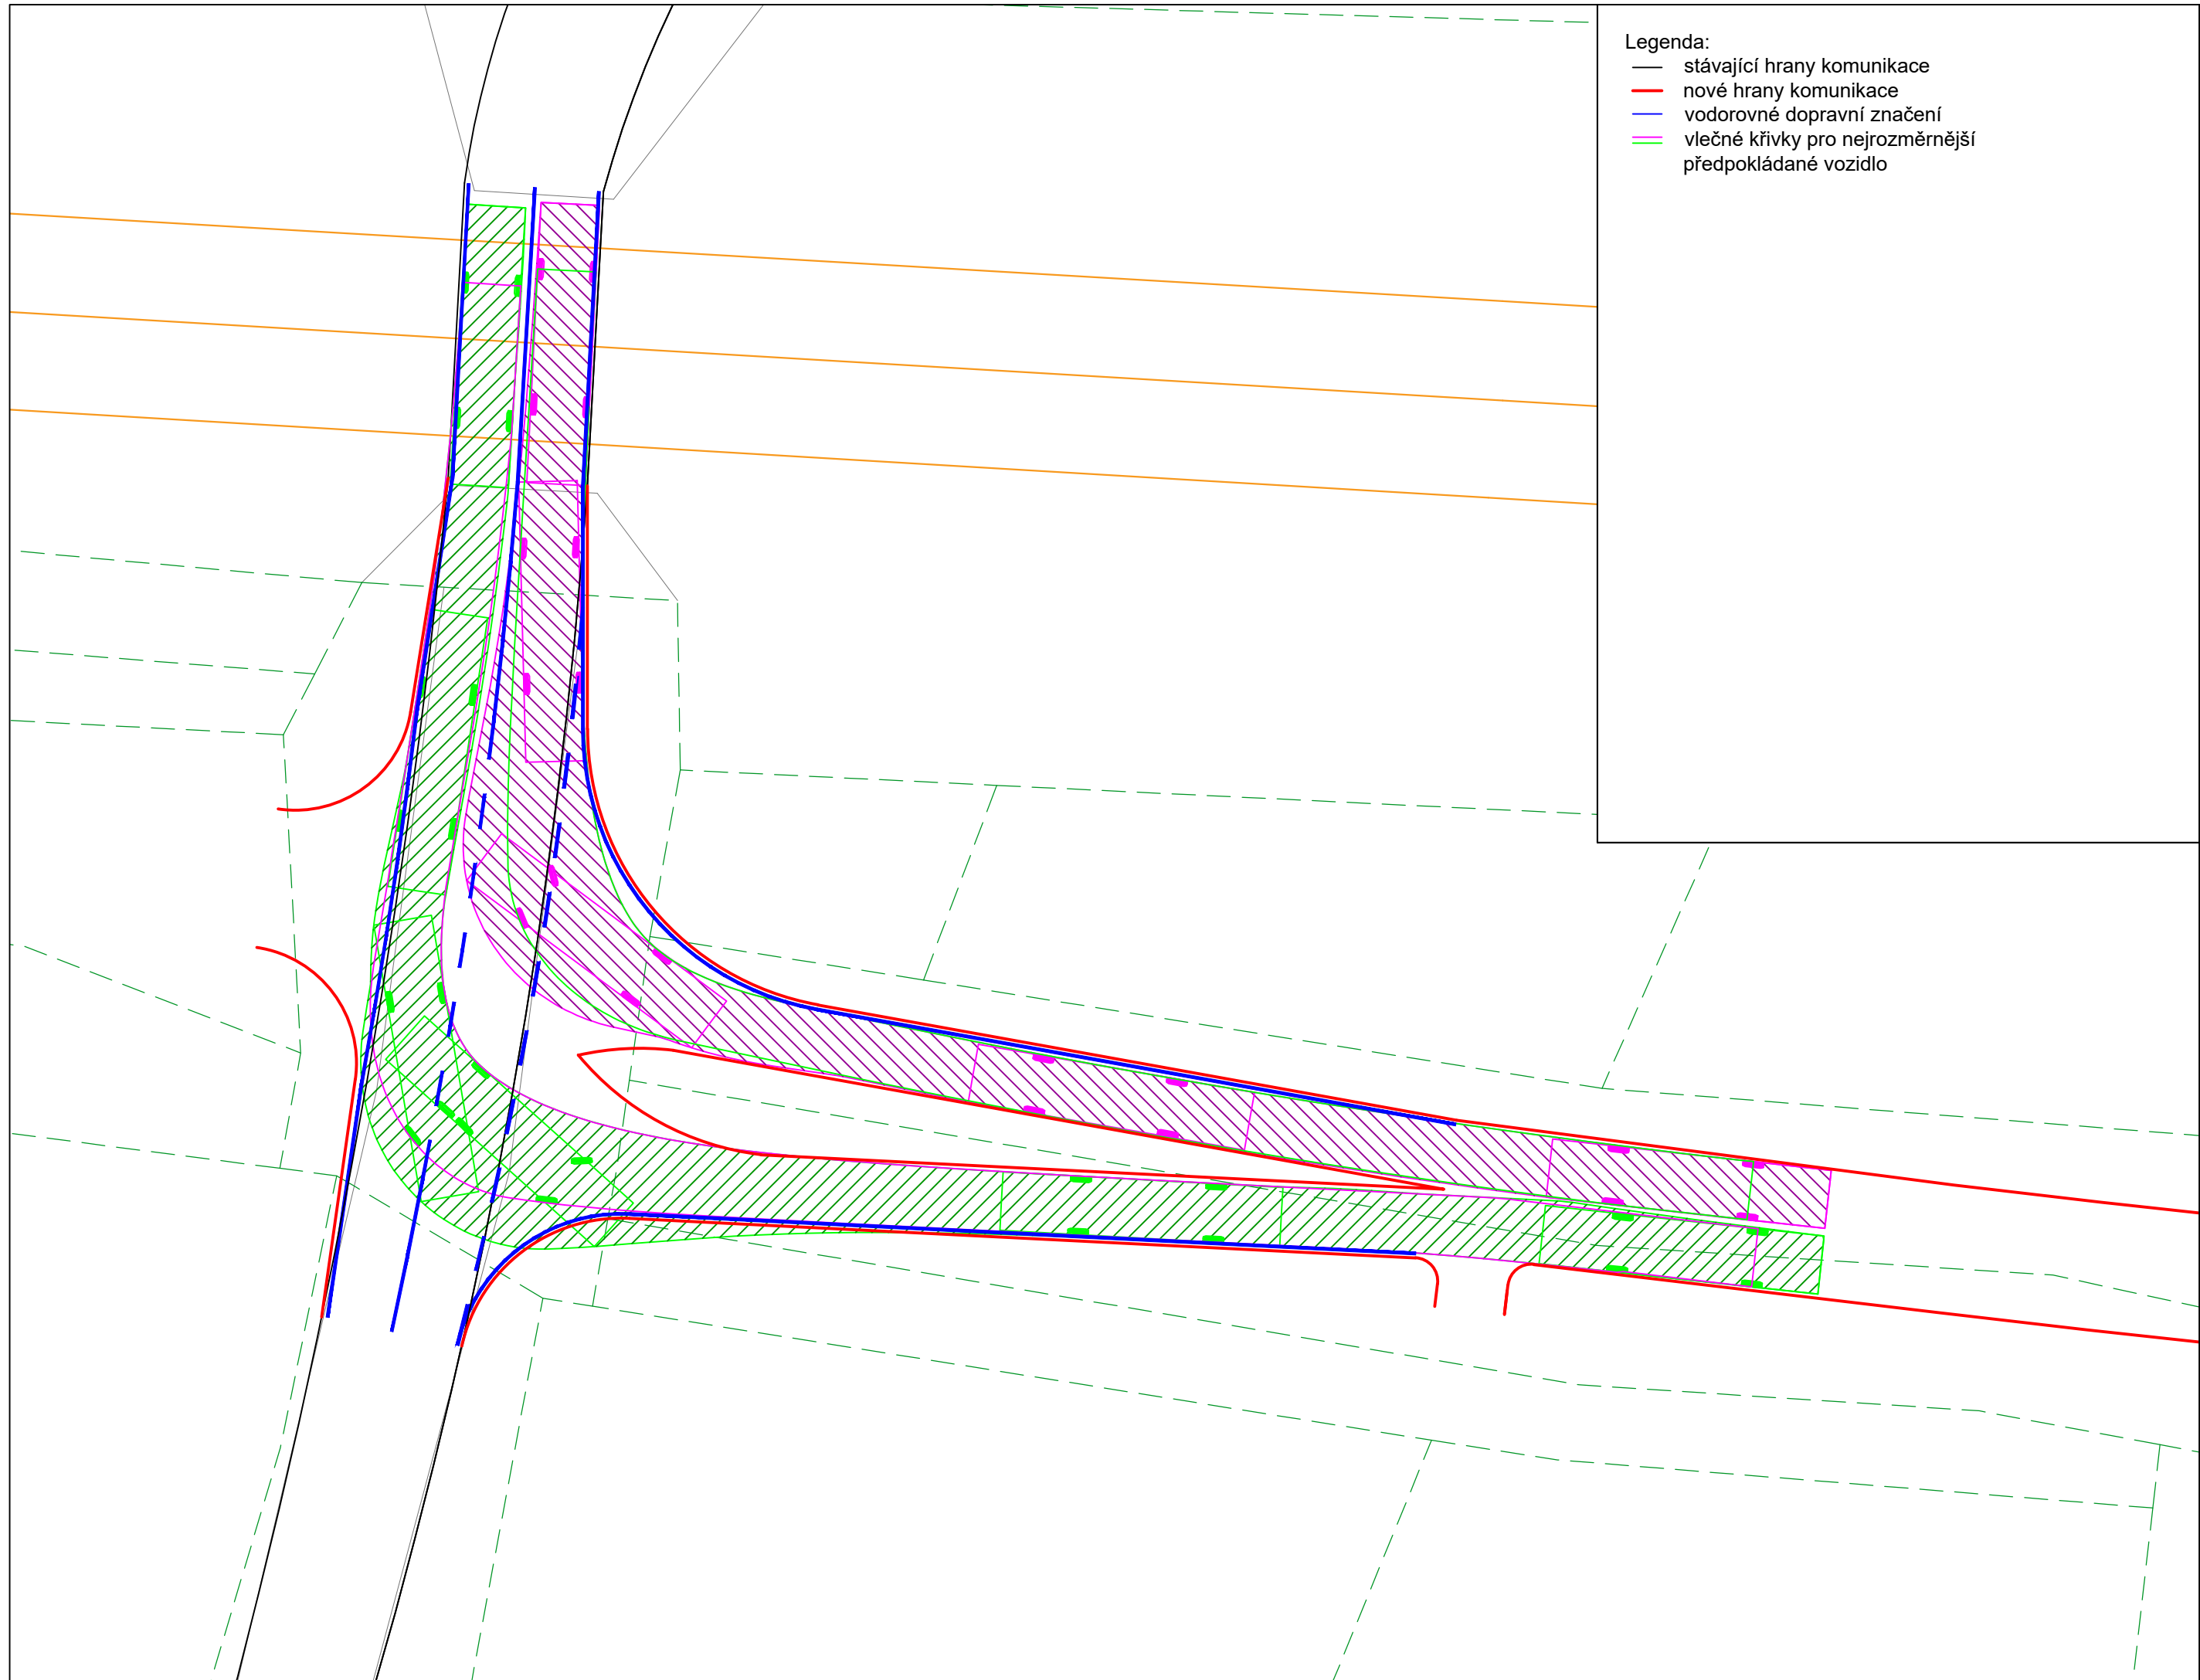 Legenda:
stávající hrany komunikace
nové hrany komunikace
vodorovné dopravní značení
vlečné křivky pro nejrozměrnější
předpokládané vozidlo